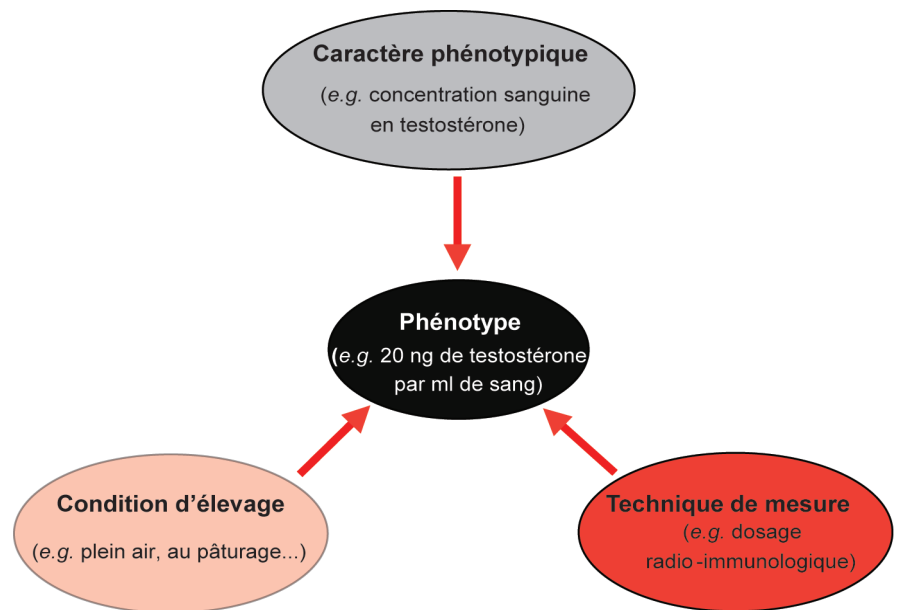 Caractère phénotypique
(e.g. concentration sanguine
en testostérone)
Phénotype
(e.g. 20 ng de testostérone
par ml de sang)
Condition d’élevage
(e.g. plein air, au pâturage...)
Technique de mesure
(e.g. dosage
radio-immunologique)